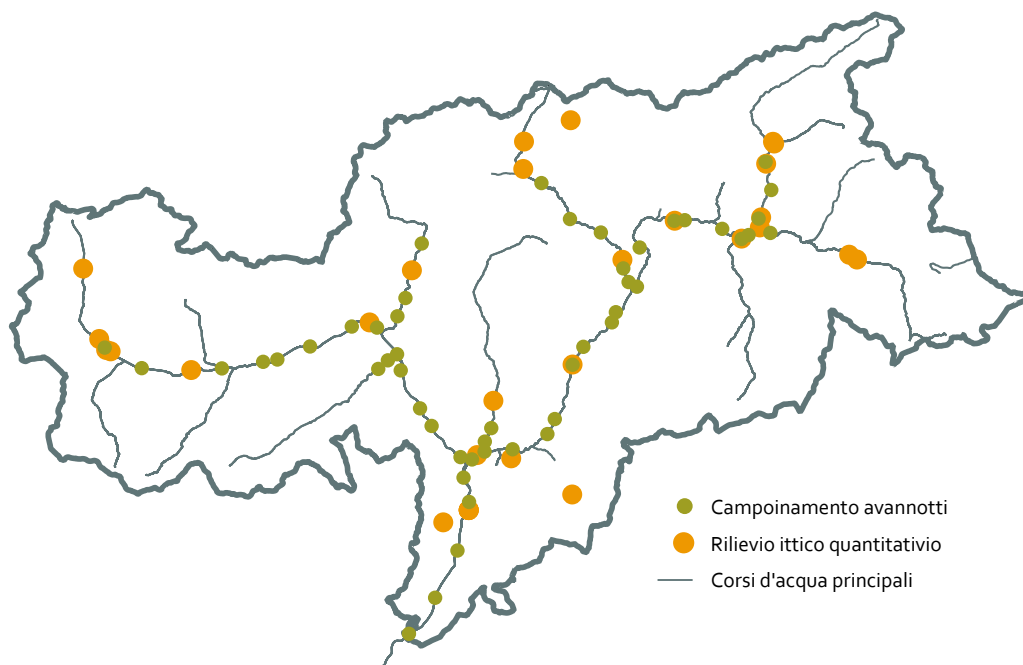 Campoinamento avannotti
Rilievio ittico quantitativio
Corsi d'acqua principali